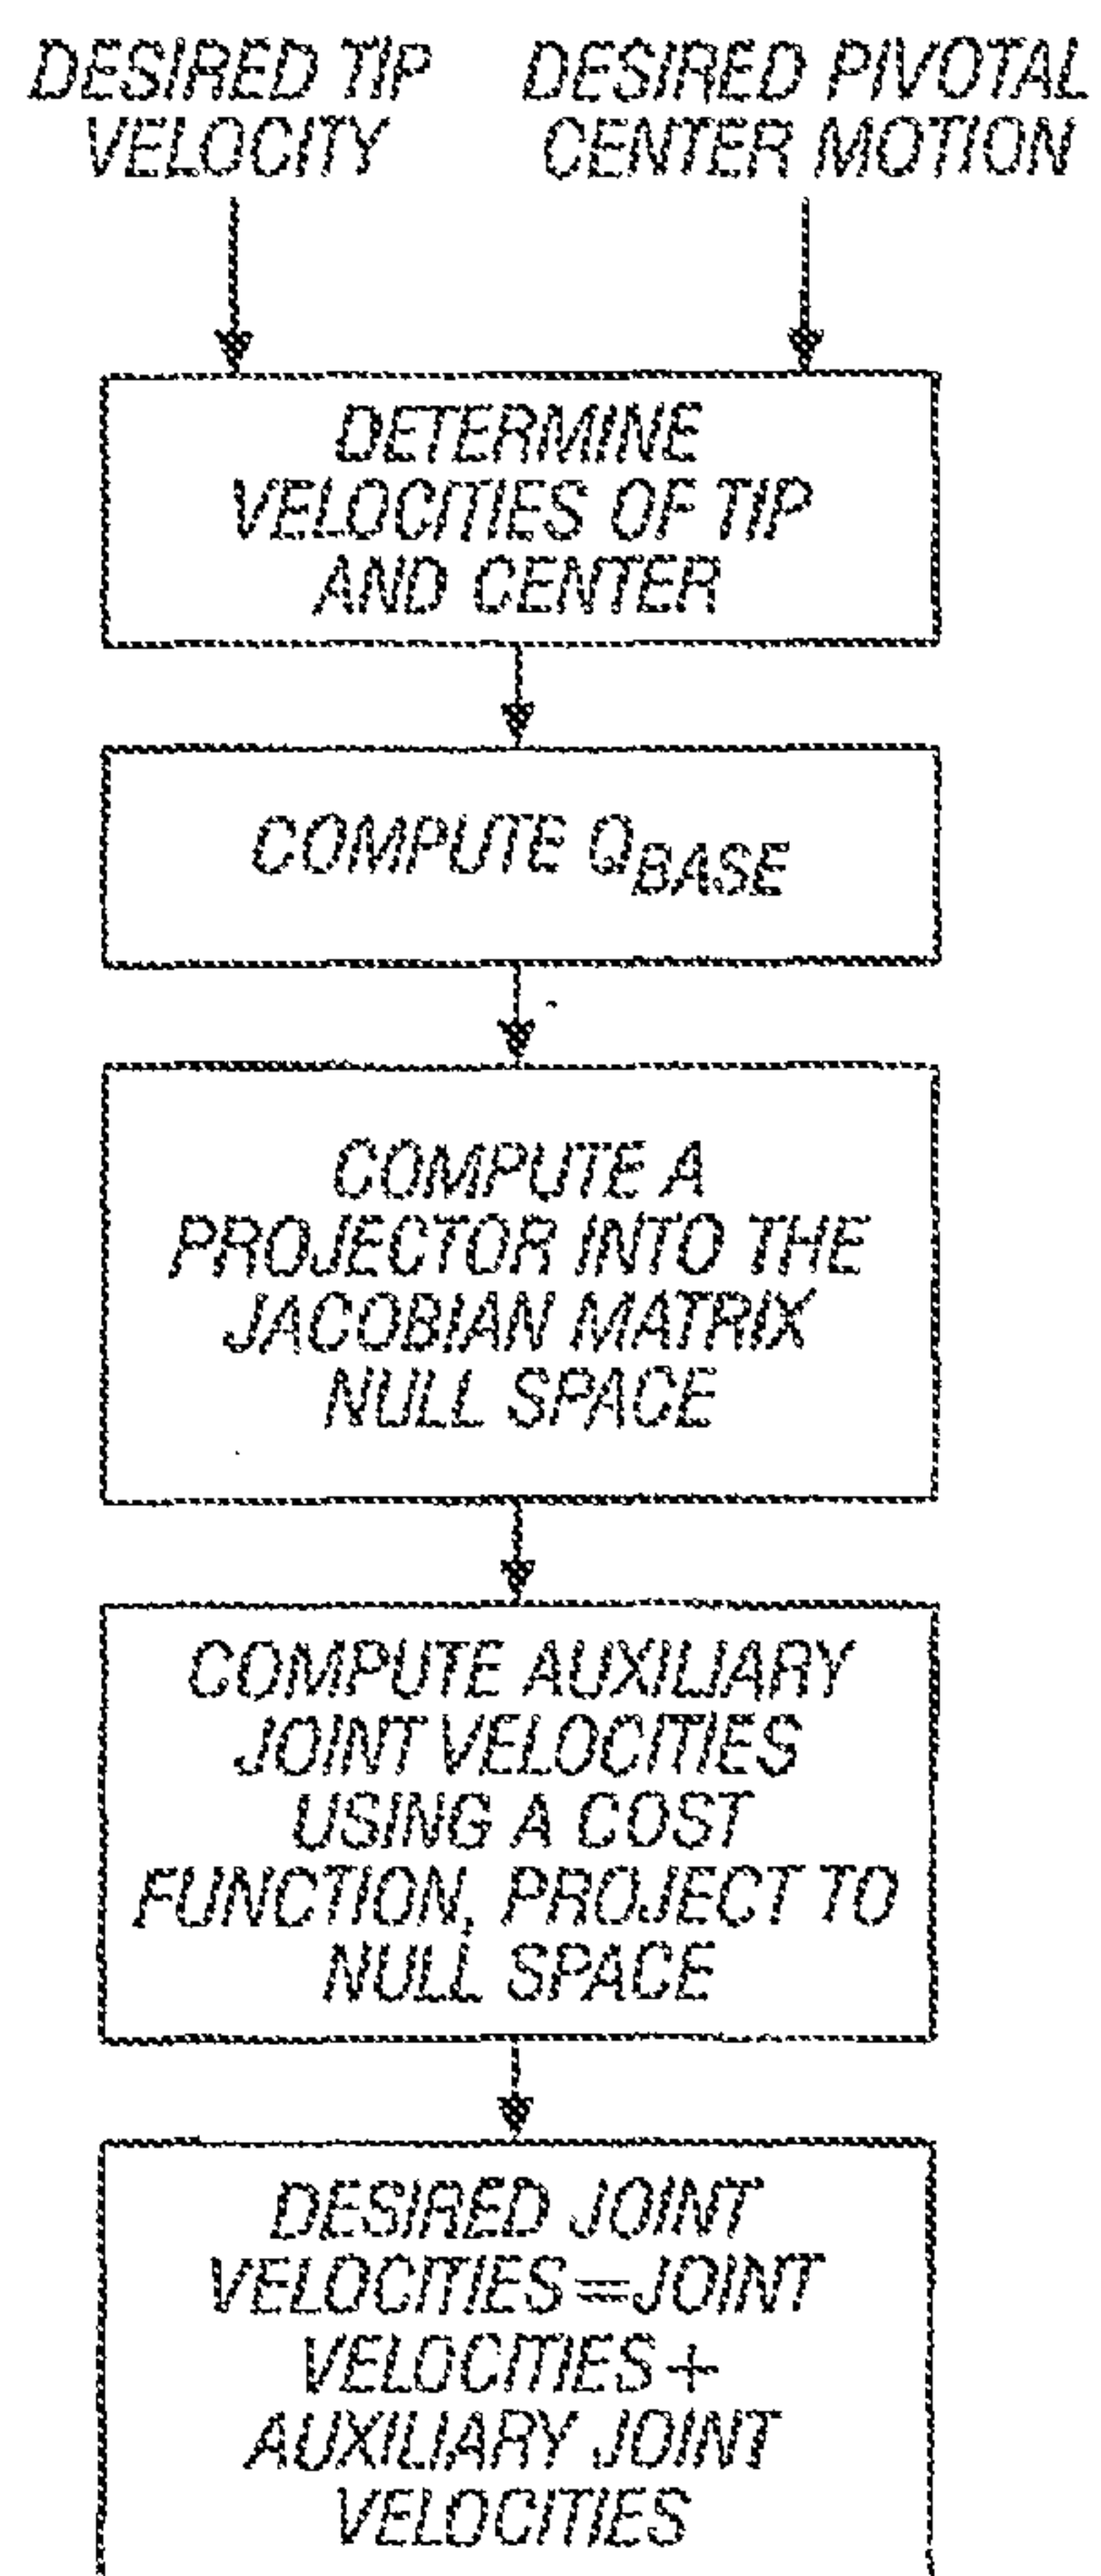 DESIRED TIP
VELOCITY
DESIRED PIVOTAL
CENTER MOTION
DETERMINE
VELOCITIES OF TIP
AND CENTER
COMPUTE QBASE
COMPUTE A
PROJECTOR INTO THE
JACOBIAN MATRIX
NULL SPACE
COMPUTE AUXILIARY
JOINT VELOCITIES
USING A COST
FUNCTION, PROJECT TO
NULL SPACE
DESIRED JOINT
VELOCITIES=JOINT
VELOCITIES+
AUXILIARY JOINT
VELOCITIES